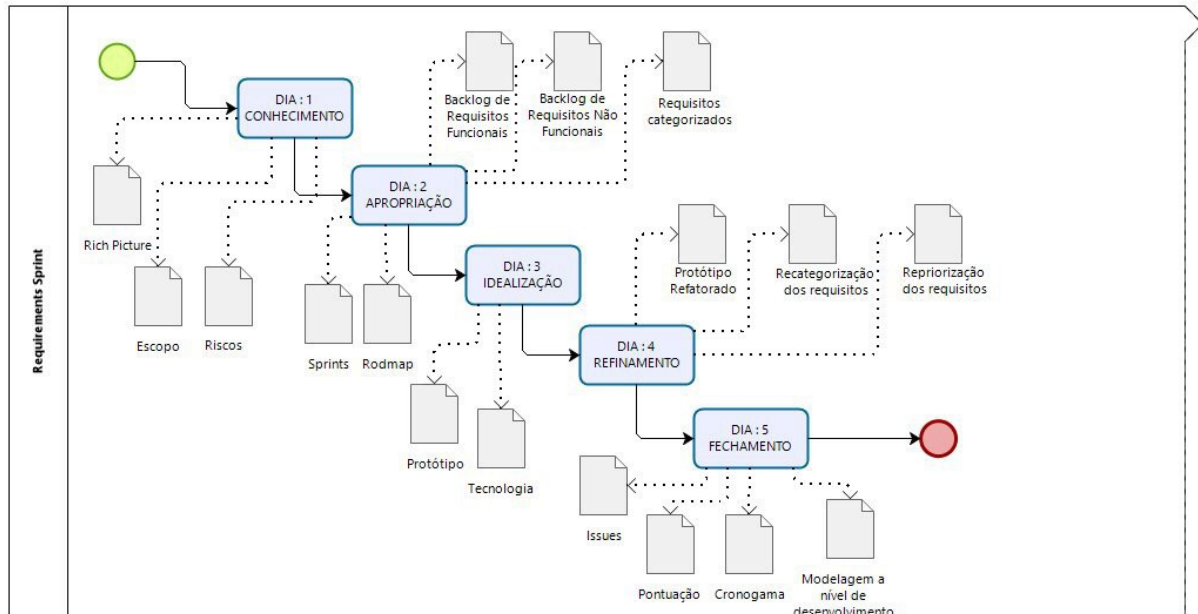 Requirements Sprint
DIA : 1
CONHECIMENTO
Rich Picture
Escopo
Riscos
DIA : 2
APROPRIAÇÃO
Backlog de
Requisitos
Funcionais
Backlog de
Requisitos Não
Funcionais
Requisitos
categorizados
Sprints
Rodmap
DIA : 3
IDEALIZAÇÃO
Protótipo
Tecnologia
DIA : 4
REFINAMENTO
Protótipo
Refatorado
Recategorização
dos requisitos
Repriorização
dos requisitos
DIA : 5
FECHAMENTO
Issues
Pontuação
Cronogama
Modelagem a
nível de
desenvolvimento